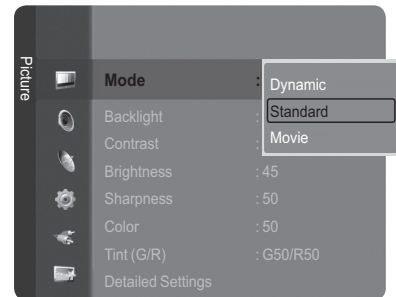 Picture
Mode : Dynamic
Backlight : Standard
Contrast : Movie
Brightness : 45
Sharpness : 50
Color : 50
Tint (G/R) : G50/R50
Detailed Settings